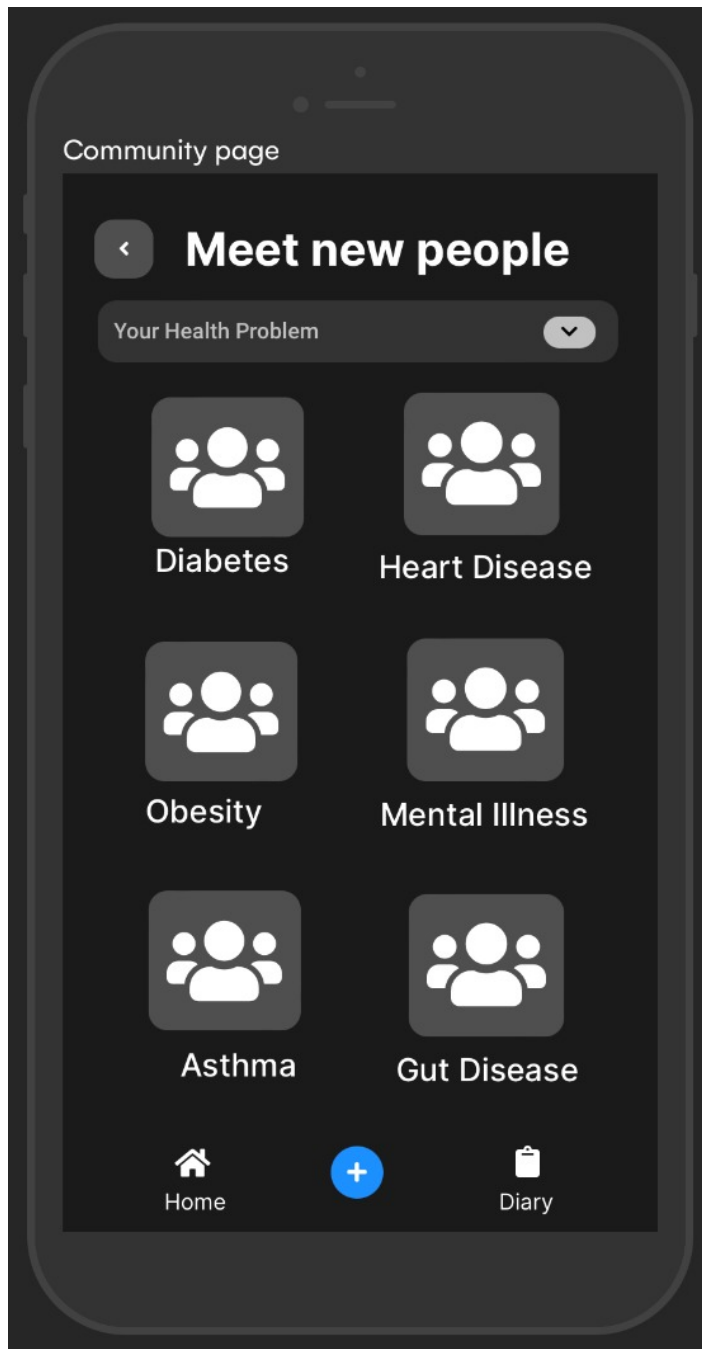 Community page
Meet new people
Your Health Problem
Diabetes
Heart Disease
Obesity
Mental Illness
Asthma
Gut Disease
Home
Diary